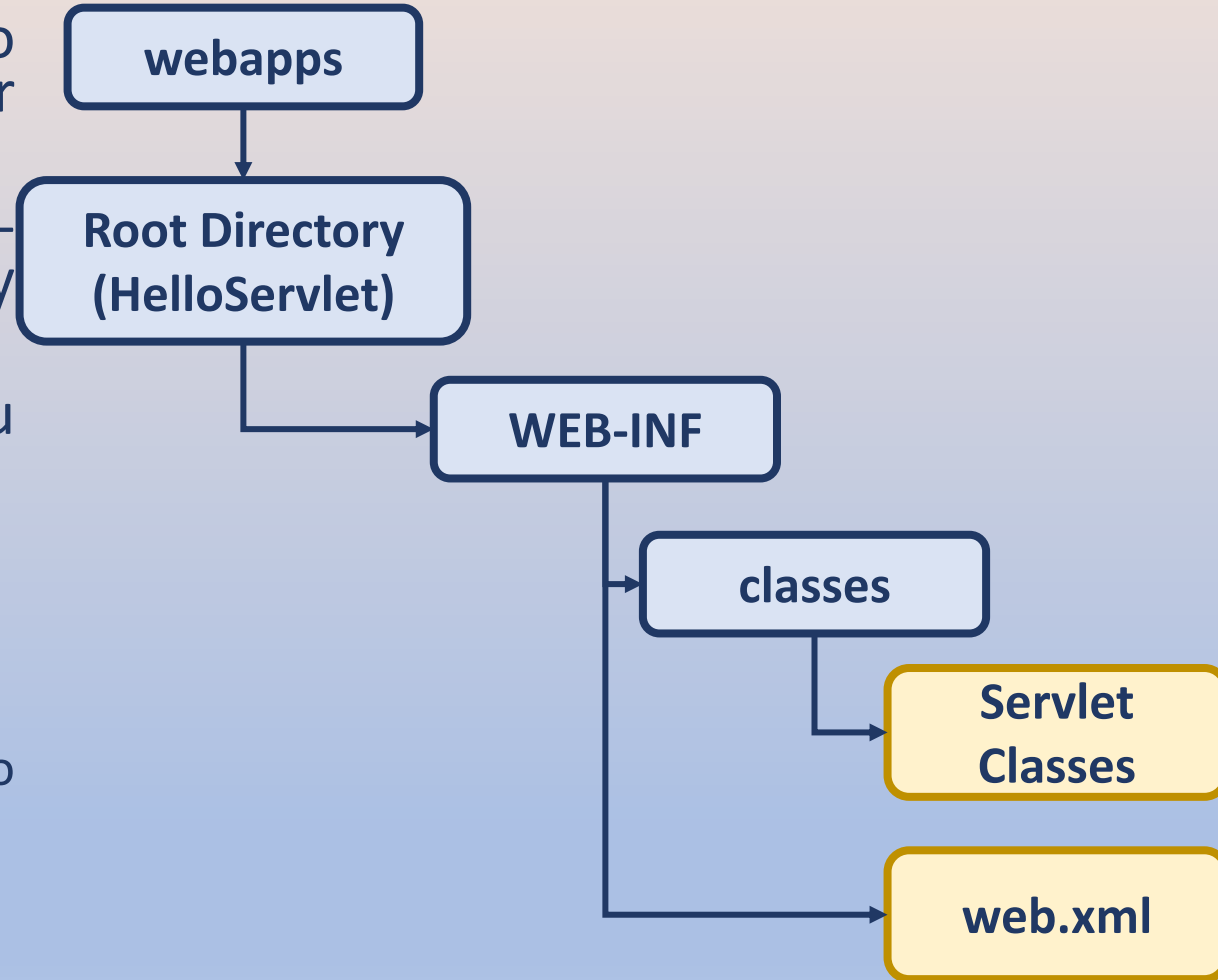 webapps
Root Directory
(HelloServlet)
WEB-INF
classes
Servlet
Classes
web.xml